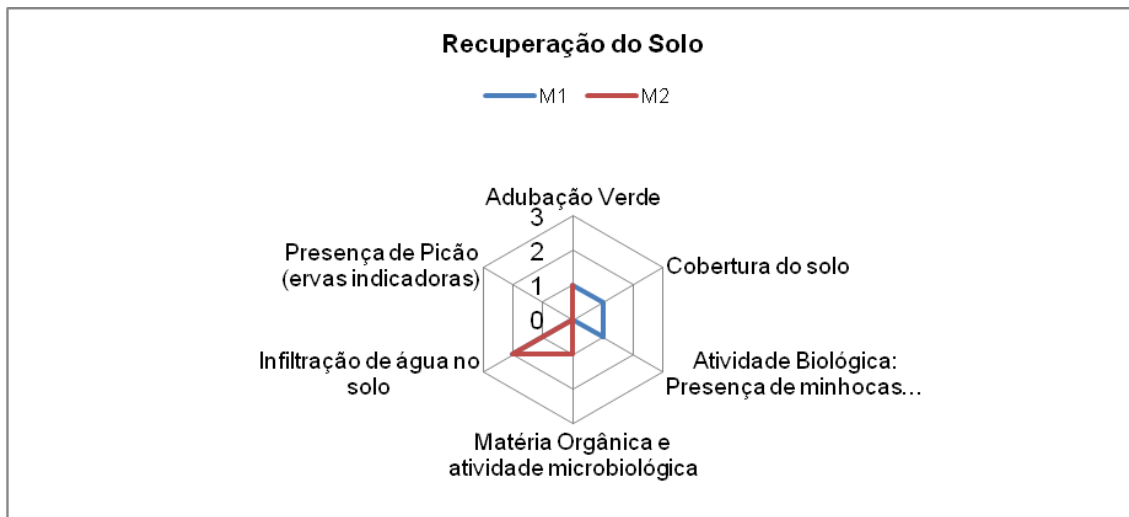 Recuperação do Solo
M1
M2
Adubação Verde
3
2
1
0
Presença de Picão
(ervas indicadoras)
Cobertura do solo
Infiltração de água no
solo
Atividade Biológica:
Presença de minhocas...
Matéria Orgânica e
atividade microbiológica